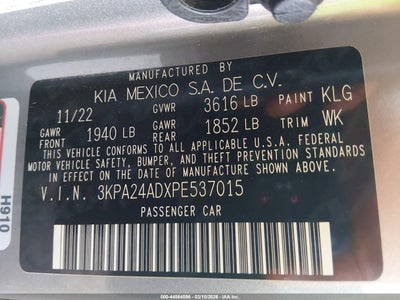 MANUFACTURED BY
KIA MEXICO S.A. DE C.V.
11/22 GVWR 3616 LB PAINT KLG
GAWR FRONT 1940 LB GAWR REAR 1852 LB TRIM WK
THIS VEHICLE CONFORMS TO ALL APPLICABLE U.S.A. FEDERAL
MOTOR VEHICLE SAFETY, BUMPER, AND THEFT PREVENTION STANDARDS
IN EFFECT ON THE DATE OF MANUFACTURE SHOWN ABOVE.
V.I.N. 3KPA24ADXPE537015
PASSENGER CAR
H910